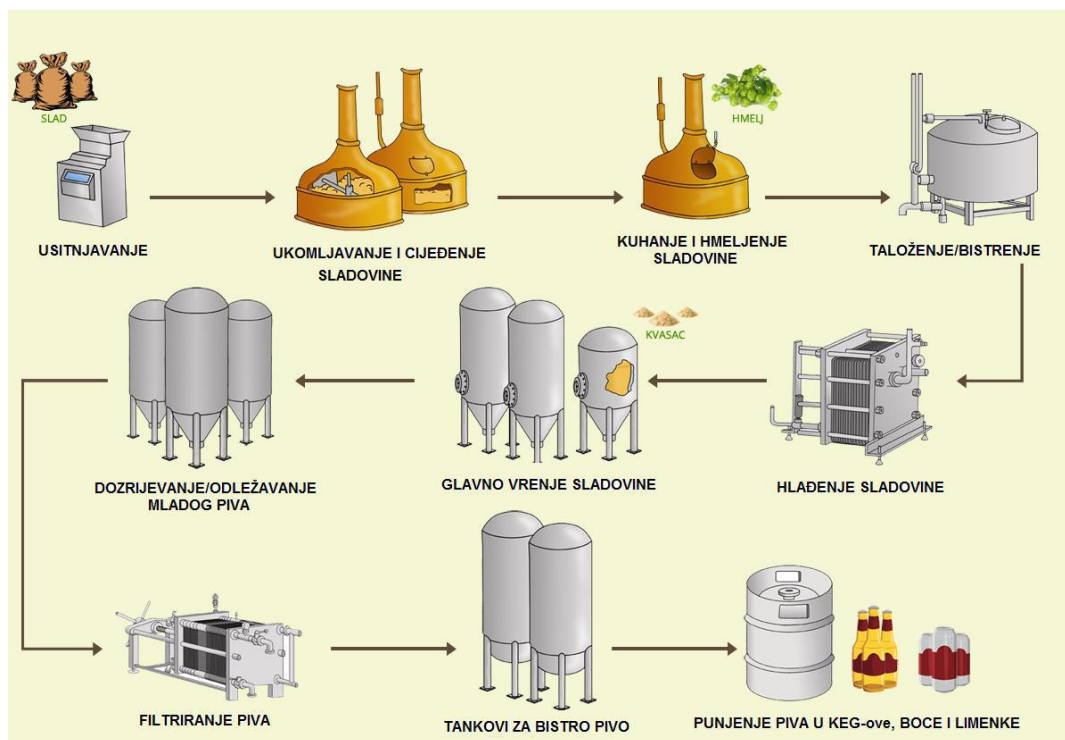 SLAD
HMELJ
USITNJAVANJE
UKOMLJAVANJE I CIJEĐENJE
SLADOVINE
KUHANJE I HMELJENJE
SLADOVINE
TALOŽENJE/BISTRENJE
KVASAC
DOZRIJEVANJE/ODLEŽAVANJE
MLADOG PIVA
GLAVNO VRENJE SLADOVINE
HLAĐENJE SLADOVINE
FILTRIRANJE PIVA
TANKOVI ZA BISTRO PIVO
PUNJENJE PIVA U KEG-ove, BOCE I LIMENKE